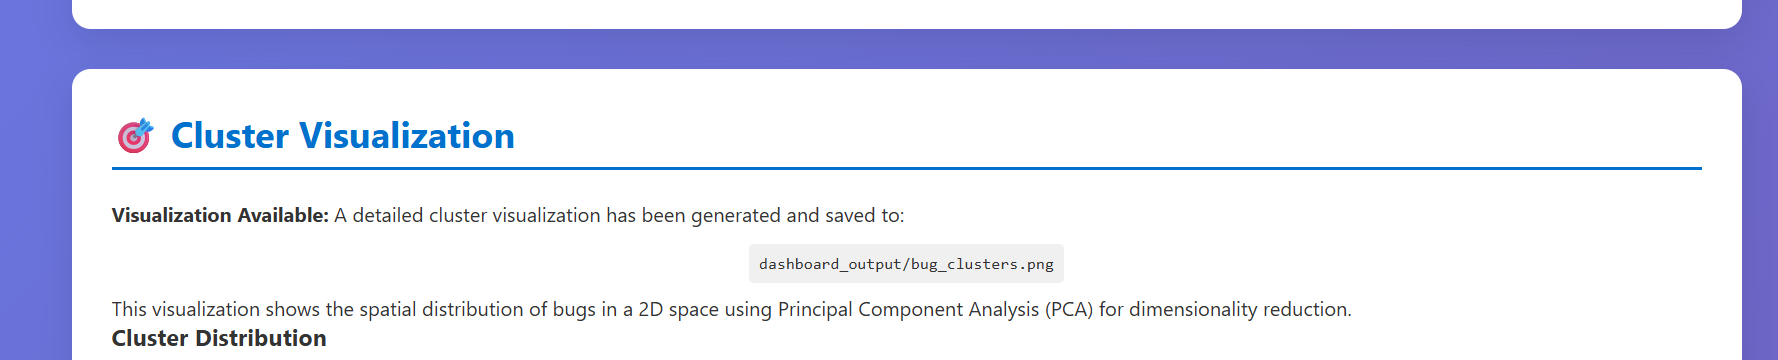 Cluster Visualization
Visualization Available: A detailed cluster visualization has been generated and saved to:
dashboard_output/bug_clusters.png
This visualization shows the spatial distribution of bugs in a 2D space using Principal Component Analysis (PCA) for dimensionality reduction.
Cluster Distribution